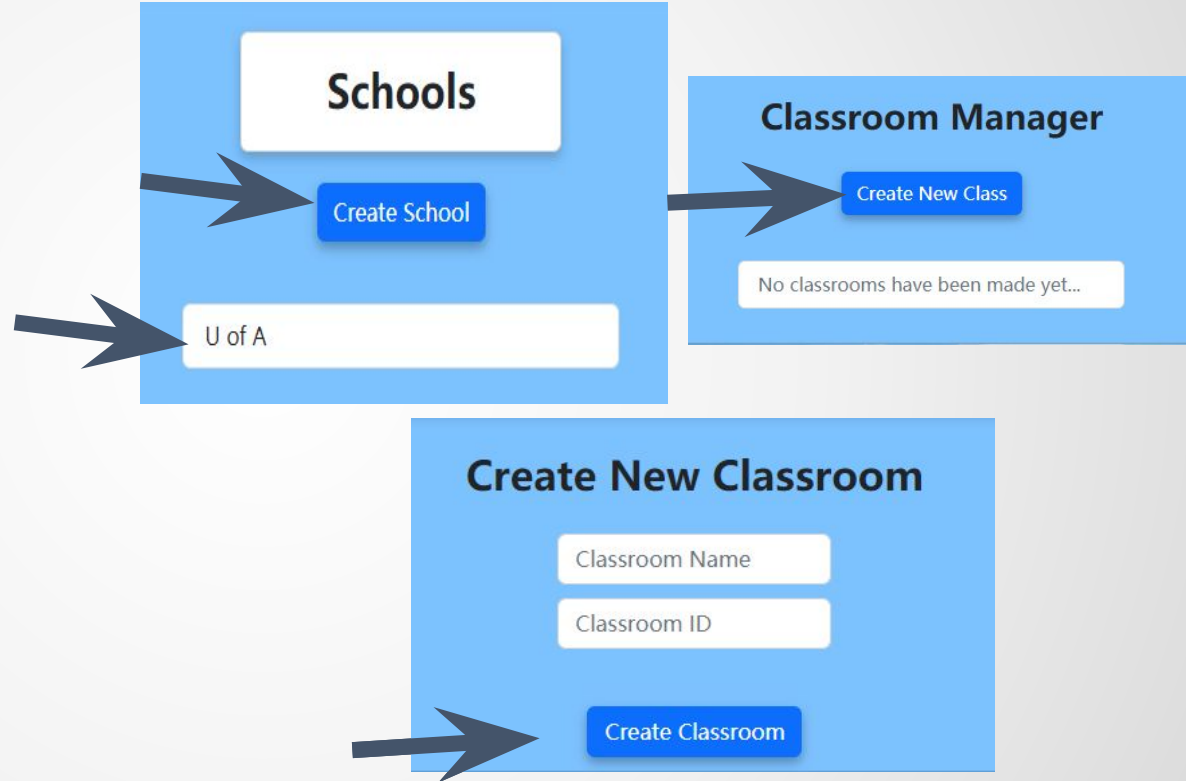 Schools
Create School
U of A
Classroom Manager
Create New Class
No classrooms have been made yet...
Create New Classroom
Classroom Name
Classroom ID
Create Classroom